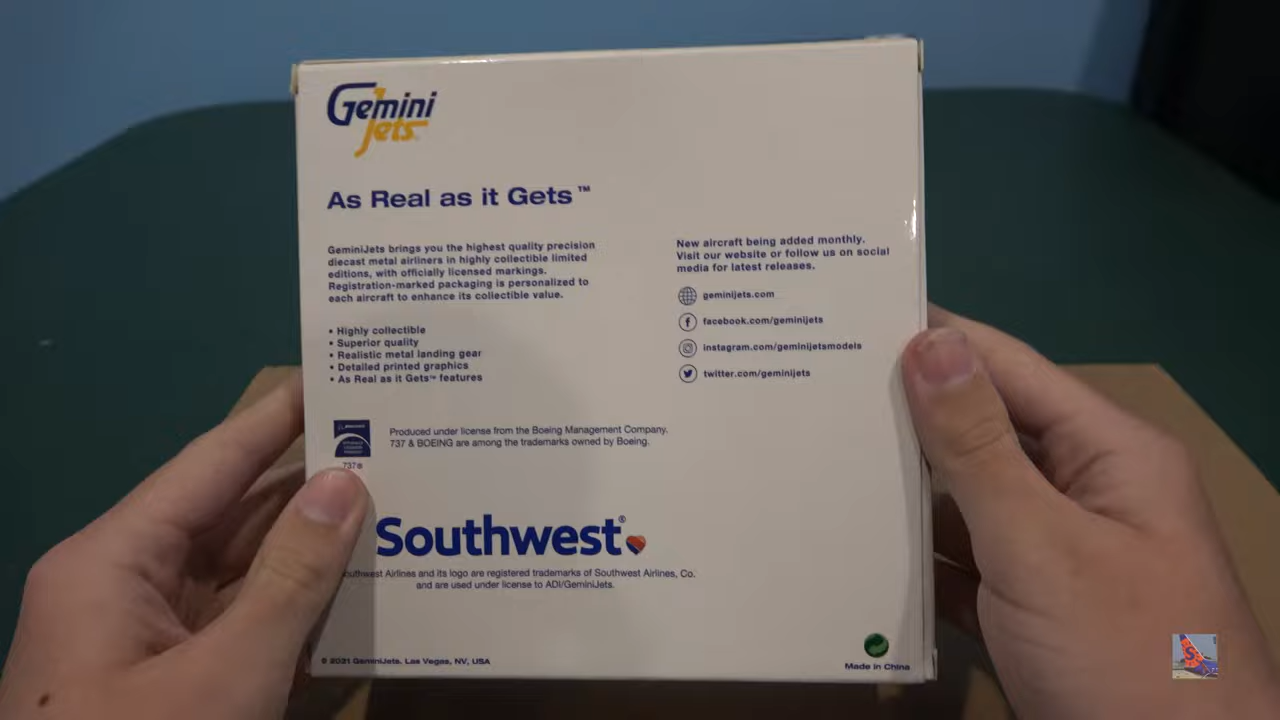 Gemini
Jets
As Real as it Gets™
GeminiJets brings you the highest quality precision
diecast metal airliners in highly collectible limited
editions, with officially licensed markings.
Registration-marked packaging is personalized to
each aircraft to enhance its collectible value.
• Highly collectible
• Superior quality
• Realistic metal landing gear
• Detailed printed graphics
• As Real as it Gets™ features
New aircraft being added monthly.
Visit our website or follow us on social
media for latest releases.
geminijets.com
facebook.com/geminijets
instagram.com/geminijetsmodels
twitter.com/geminijets
BOEING
737®
Produced under license from the Boeing Management Company.
737 & BOEING are among the trademarks owned by Boeing.
Southwest®
outhwest Airlines and its logo are registered trademarks of Southwest Airlines, Co.
and are used under license to ADI/GeminiJets.
© 2021 GeminiJets. Las Vegas, NV, USA
Made in China